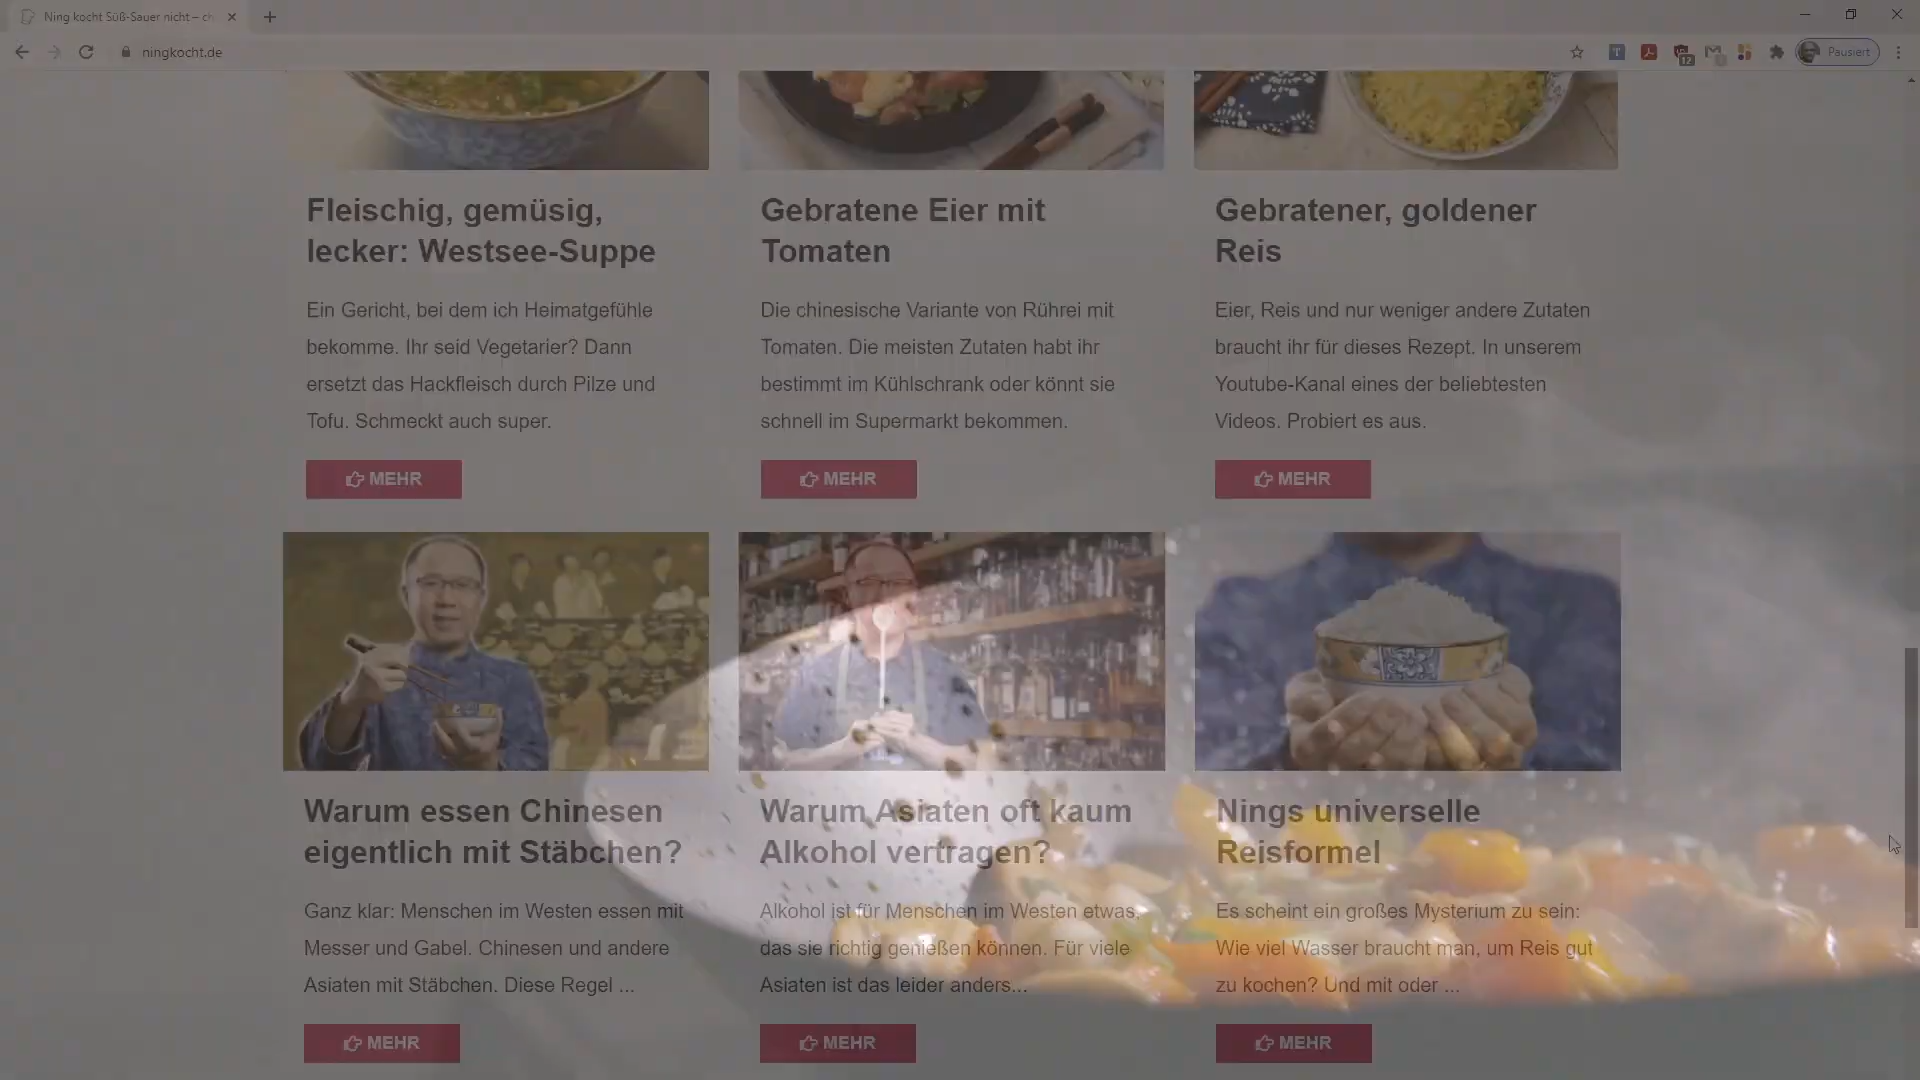 Ning kocht Süß-Sauer nicht – ch
ningkocht.de
12
Pausiert
Fleischig, gemüsig,
lecker: Westsee-Suppe
Ein Gericht, bei dem ich Heimatgefühle
bekomme. Ihr seid Vegetarier? Dann
ersetzt das Hackfleisch durch Pilze und
Tofu. Schmeckt auch super.
MEHR
Gebratene Eier mit
Tomaten
Die chinesische Variante von Rührei mit
Tomaten. Die meisten Zutaten habt ihr
bestimmt im Kühlschrank oder könnt sie
schnell im Supermarkt bekommen.
MEHR
Gebratener, goldener
Reis
Eier, Reis und nur weniger andere Zutaten
braucht ihr für dieses Rezept. In unserem
Youtube-Kanal eines der beliebtesten
Videos. Probiert es aus.
MEHR
Warum essen Chinesen
eigentlich mit Stäbchen?
Ganz klar: Menschen im Westen essen mit
Messer und Gabel. Chinesen und andere
Asiaten mit Stäbchen. Diese Regel ...
MEHR
Warum Asiaten oft kaum
Alkohol vertragen?
Alkohol ist für Menschen im Westen etwas,
das sie richtig genießen können. Für viele
Asiaten ist das leider anders...
MEHR
Nings universelle
Reisformel
Es scheint ein großes Mysterium zu sein:
Wie viel Wasser braucht man, um Reis gut
zu kochen? Und mit oder ...
MEHR